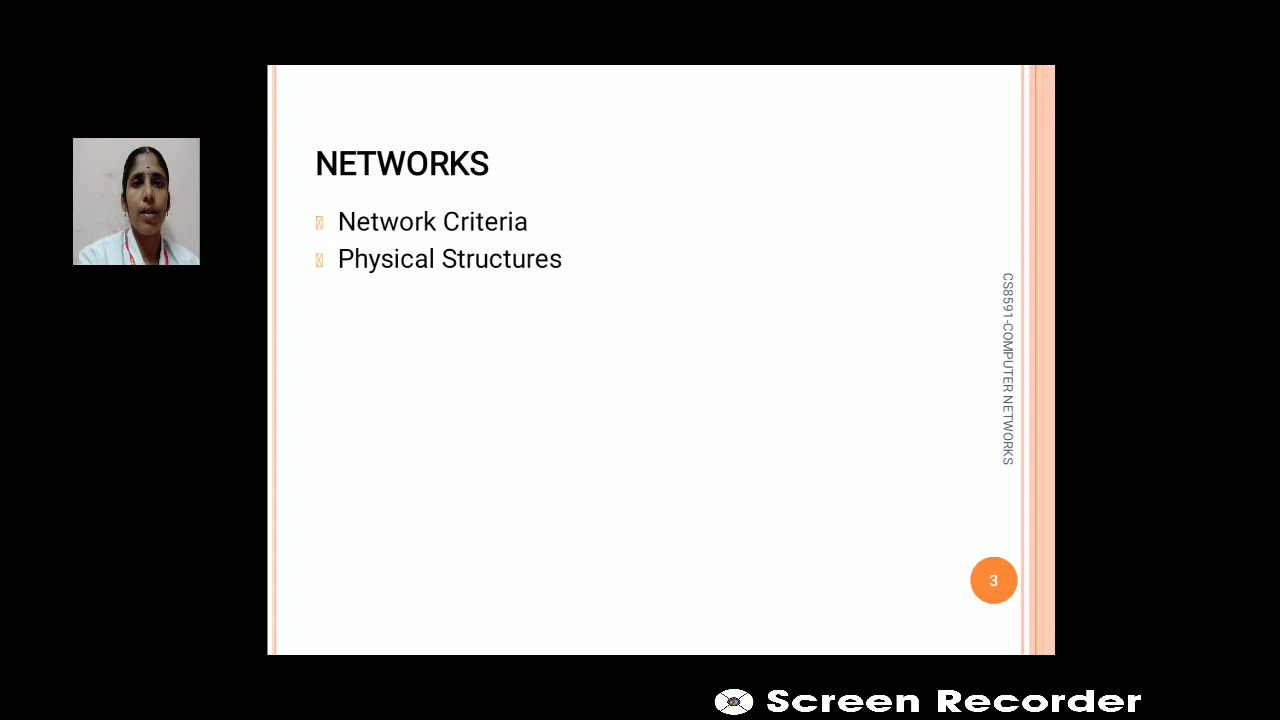 NETWORKS
Network Criteria
Physical Structures
CS8591-COMPUTER NETWORKS
3
Screen Recorder